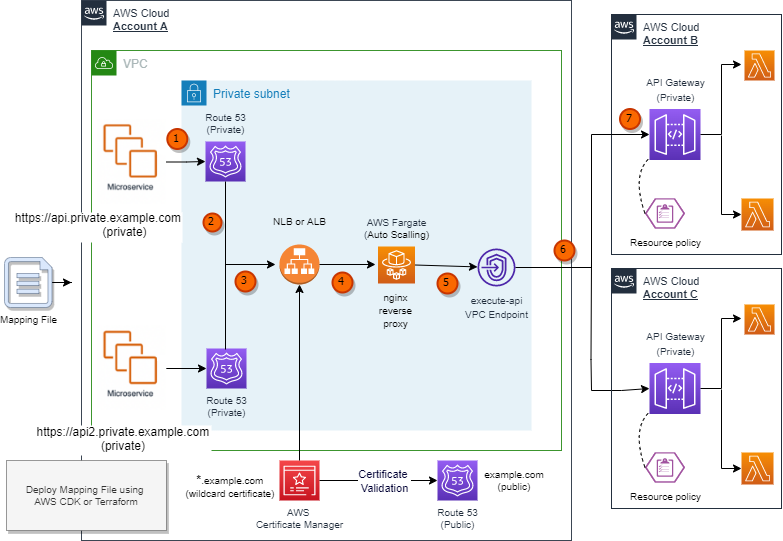 aws
AWS Cloud
Account A
VPC
Private subnet
Route 53
(Private)
53
1
Microservice
https://api.private.example.com
(private)
2
NLB or ALB
AWS Fargate
(Auto Scalling)
3
4
5
6
nginx
reverse
proxy
execute-api
VPC Endpoint
Mapping File
Microservice
53
Route 53
(Private)
https://api2.private.example.com
(private)
Deploy Mapping File using
AWS CDK or Terraform
*.example.com
(wildcard certificate)
AWS
Certificate Manager
Certificate
Validation
53
Route 53
(Public)
example.com
(public)
aws
AWS Cloud
Account B
API Gateway
(Private)
7
Resource policy
aws
AWS Cloud
Account C
API Gateway
(Private)
Resource policy